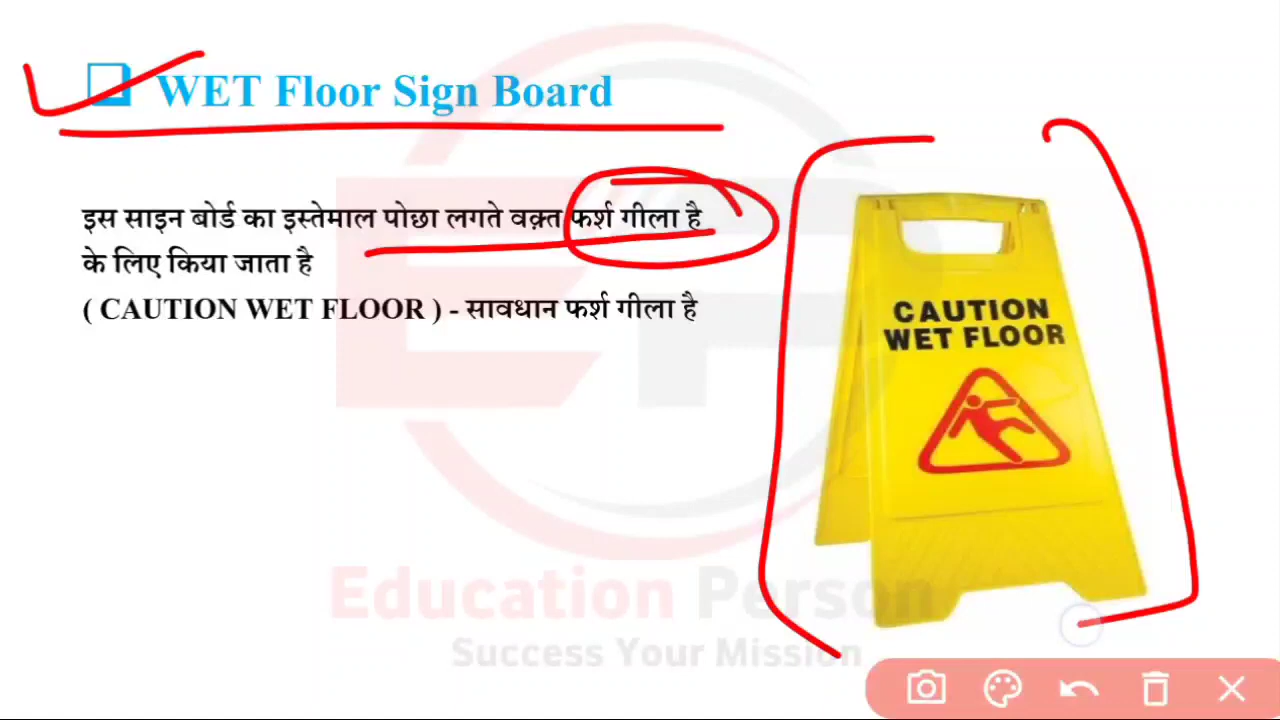 WET Floor Sign Board
इस साइन बोर्ड का इस्तेमाल पोछा लगते वक़्त फर्श गीला है
के लिए किया जाता है
( CAUTION WET FLOOR ) - सावधान फर्श गीला है
CAUTION
WET FLOOR
EP
Education Person
Success Your Mission